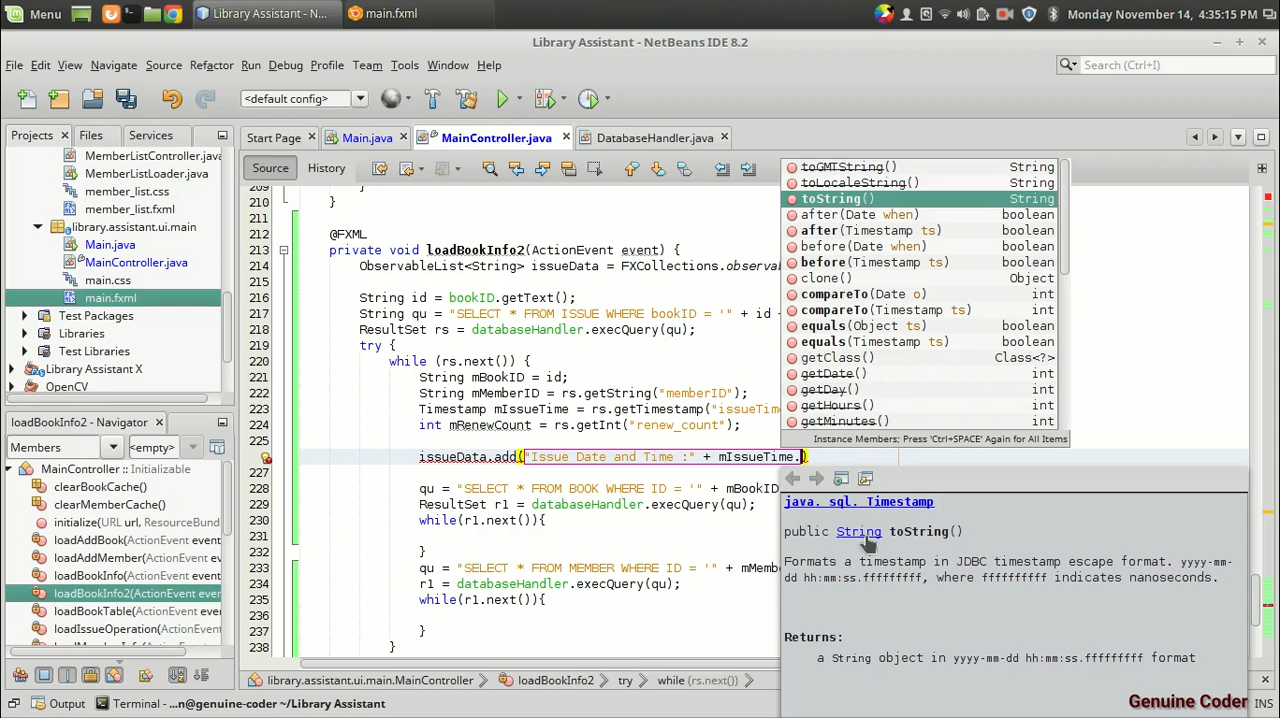 Menu
Library Assistant - N...
main.fxml
Monday November 14, 4:35:15 PM
Library Assistant - NetBeans IDE 8.2
File Edit View Navigate Source Refactor Run Debug Profile Team Tools Window Help
Search (Ctrl+I)
<default config>
Projects Files Services
Start Page Main.java MainController.java DatabaseHandler.java
Source History
MemberListController.java
MemberListLoader.java
member_list.css
member_list.fxml
library.assistant.ui.main
Main.java
MainController.java
main.css
main.fxml
Test Packages
Libraries
Test Libraries
Library Assistant X
OpenCV
loadBookInfo2 - Navigator
Members <empty>
MainController :: Initializable
clearBookCache()
clearMemberCache()
initialize(URL url, ResourceBund
loadAddBook(ActionEvent even
loadAddMember(ActionEvent e
loadBookInfo(ActionEvent even
loadBookInfo2(ActionEvent ever
loadBookTable(ActionEvent eve
loadIssueOperation(ActionEven
209 }
210 }
211
@FXML
213 private void loadBookInfo2(ActionEvent event) {
214 ObservableList<String> issueData = FXCollections.observa
215
216 String id = bookID.getText();
217 String qu = "SELECT * FROM ISSUE WHERE bookID = '" + id +
218 ResultSet rs = databaseHandler.execQuery(qu);
219 try {
220 while (rs.next()) {
221 String mBookID = id;
222 String mMemberID = rs.getString("memberID");
223 Timestamp mIssueTime = rs.getTimestamp("issueTime
224 int mRenewCount = rs.getInt("renew_count");
225
issueData.add("Issue Date and Time :" + mIssueTime.)
227
228 qu = "SELECT * FROM BOOK WHERE ID = '" + mBookID
229 ResultSet r1 = databaseHandler.execQuery(qu);
230 while(r1.next()){
232 }
233 qu = "SELECT * FROM MEMBER WHERE ID = '" + mMembe
234 r1 = databaseHandler.execQuery(qu);
235 while(r1.next()){
237 }
238 }
toGMTString() String
toLocaleString() String
toString() String
after(Date when) boolean
after(Timestamp ts) boolean
before(Date when) boolean
before(Timestamp ts) boolean
clone() Object
compareTo(Date o) int
compareTo(Timestamp ts) int
equals(Object ts) boolean
equals(Timestamp ts) boolean
getClass() Class<?>
getDate() int
getDay() int
getHours() int
getMinutes() int
Instance Members; Press 'Ctrl+SPACE' Again for All Items
java. sql. Timestamp
public String toString()
Formats a timestamp in JDBC timestamp escape format. yyyy-mm-
dd hh:mm:ss.fffffffff, where ffffffffff indicates nanoseconds.
Returns:
a String object in yyyy-mm-dd hh:mm:ss.fffffffff format
library.assistant.ui.main.MainController loadBookInfo2 try while (rs.next())
Output Terminal - ...n@genuine-coder ~/Library Assistant
INS
Genuine Coder